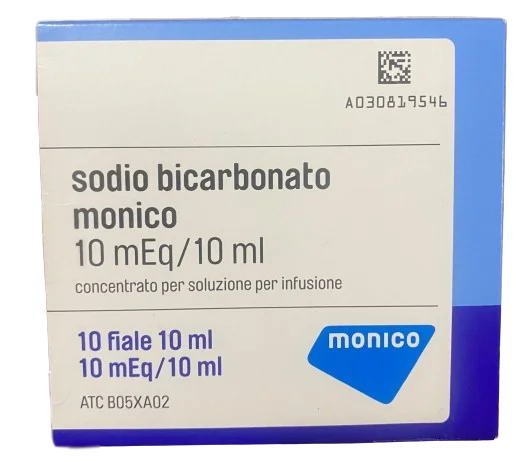 A030819546
sodio bicarbonato
monico
10 mEq/10 ml
concentrato per soluzione per infusione
10 fiale 10 ml
10 mEq/10 ml
monico
ATC B05XA02